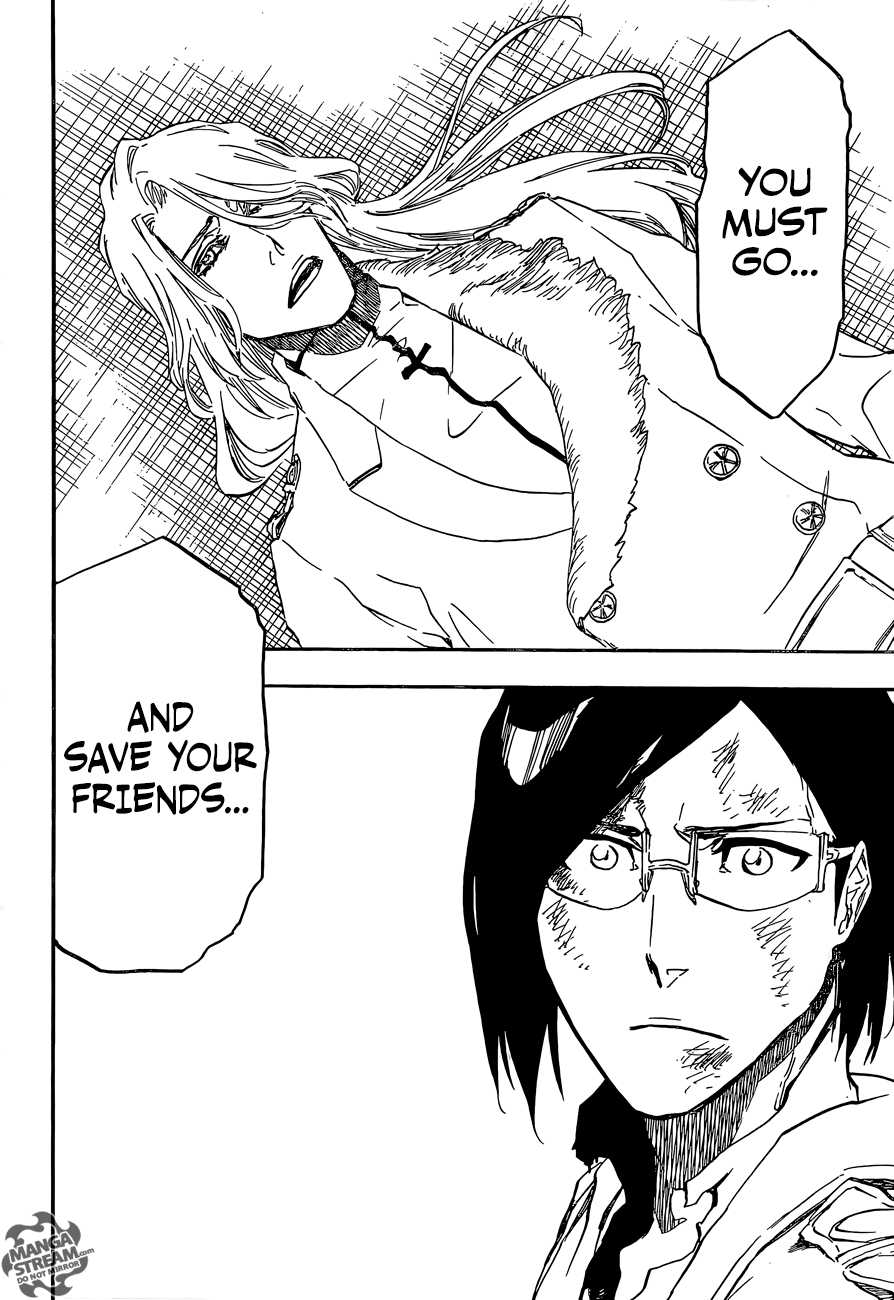 YOU
MUST
GO...
AND
SAVE YOUR
FRIENDS...
MANGA
STREAM.com
DO NOT MIRROR